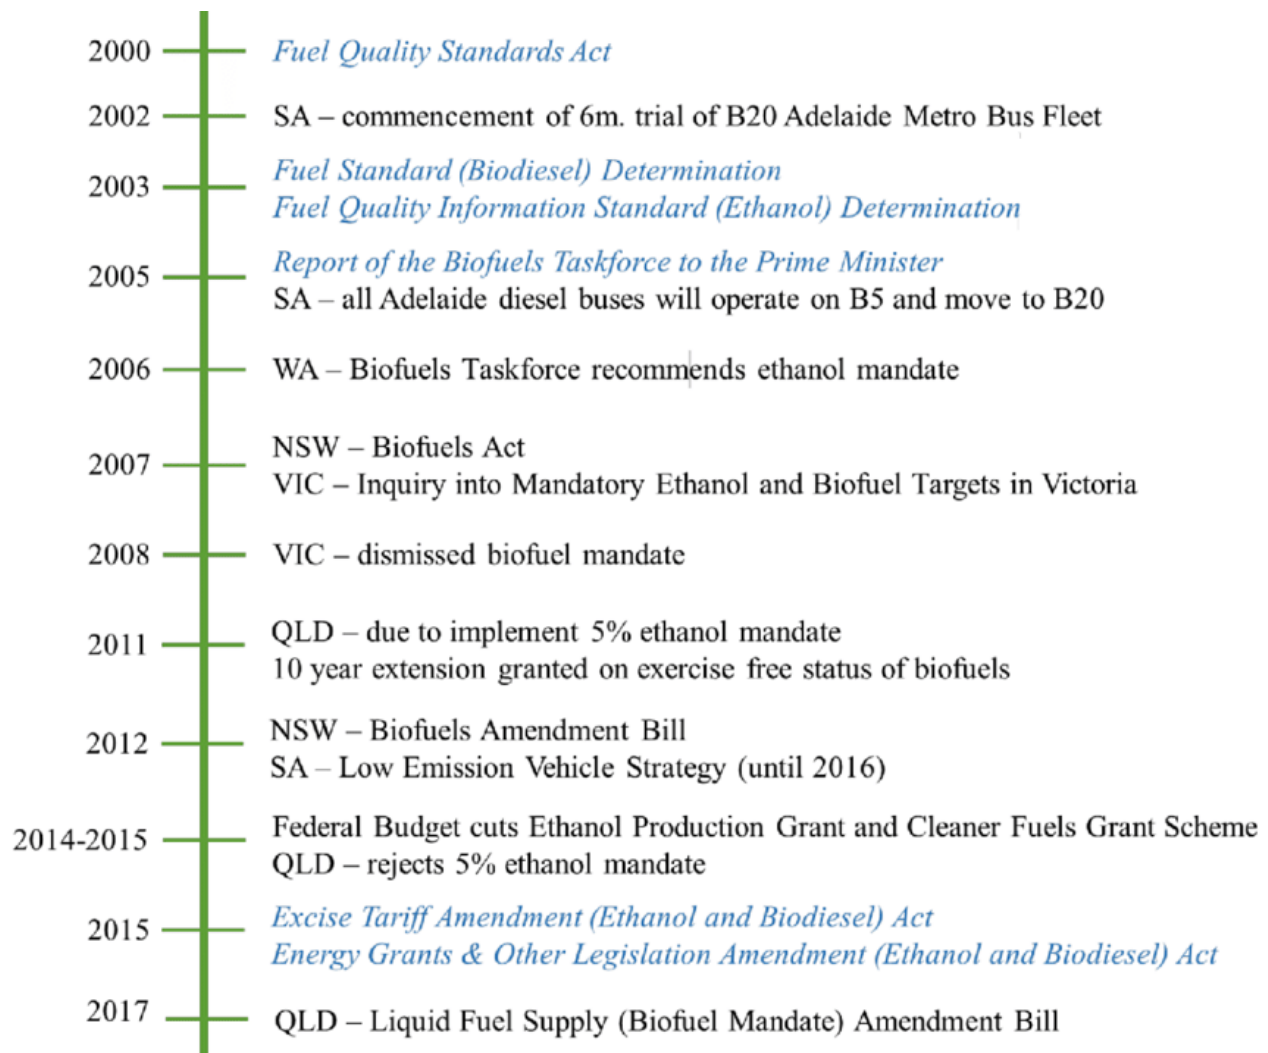 2000 Fuel Quality Standards Act
2002 SA – commencement of 6m. trial of B20 Adelaide Metro Bus Fleet
2003 Fuel Standard (Biodiesel) Determination
Fuel Quality Information Standard (Ethanol) Determination
2005 Report of the Biofuels Taskforce to the Prime Minister
SA – all Adelaide diesel buses will operate on B5 and move to B20
2006 WA – Biofuels Taskforce recommends ethanol mandate
2007 NSW – Biofuels Act
VIC – Inquiry into Mandatory Ethanol and Biofuel Targets in Victoria
2008 VIC – dismissed biofuel mandate
2011 QLD – due to implement 5% ethanol mandate
10 year extension granted on exercise free status of biofuels
2012 NSW – Biofuels Amendment Bill
SA – Low Emission Vehicle Strategy (until 2016)
2014-2015 Federal Budget cuts Ethanol Production Grant and Cleaner Fuels Grant Scheme
QLD – rejects 5% ethanol mandate
2015 Excise Tariff Amendment (Ethanol and Biodiesel) Act
Energy Grants & Other Legislation Amendment (Ethanol and Biodiesel) Act
2017 QLD – Liquid Fuel Supply (Biofuel Mandate) Amendment Bill